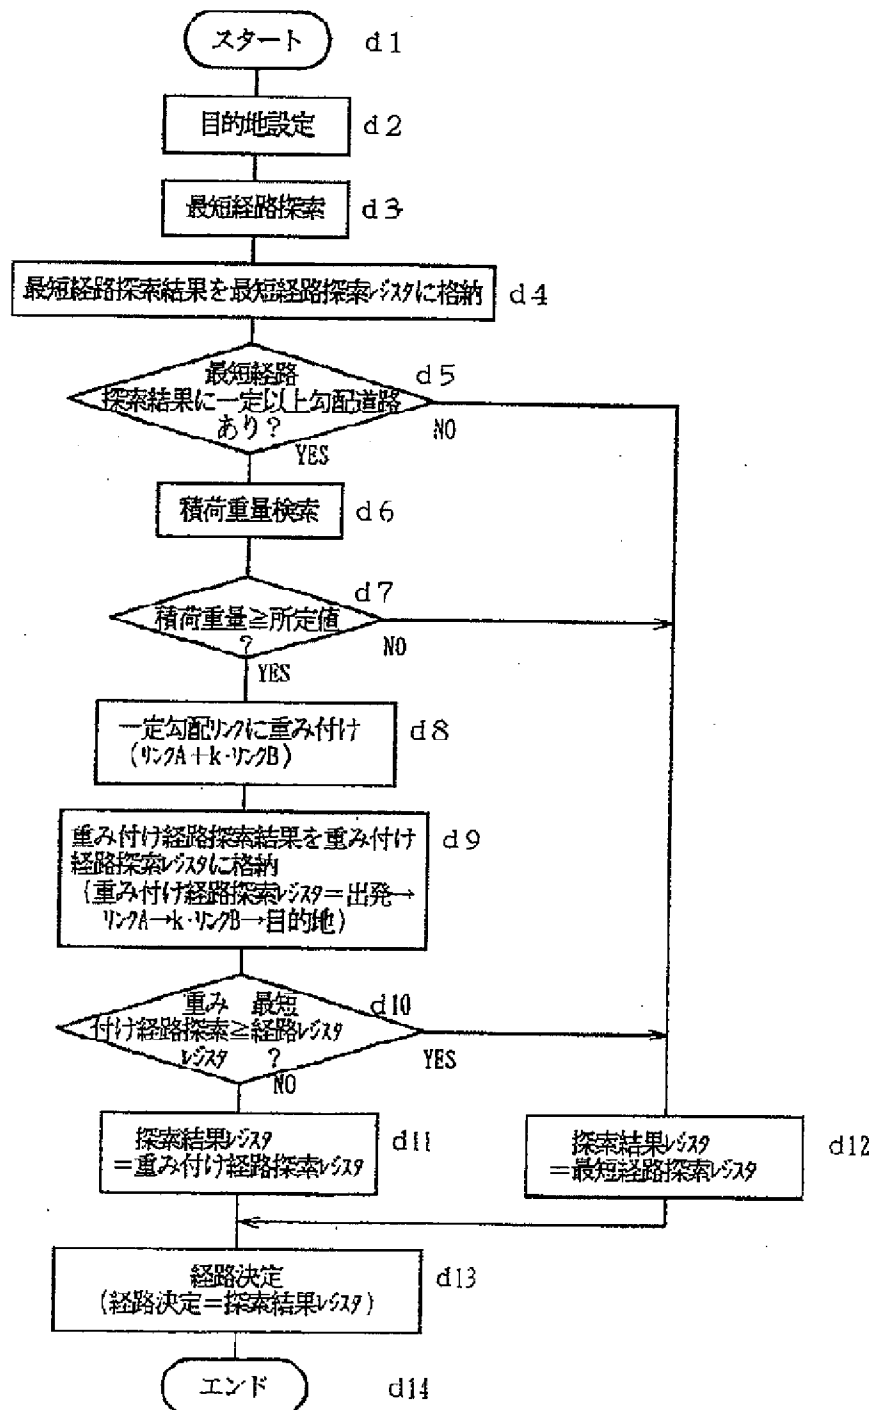 スタート d1
目的地設定 d2
最短経路探索 d3
最短経路探索結果を最短経路探索ﾚｼﾞｽﾀに格納 d4
最短経路 d5
探索結果に一定以上勾配道路
あり?
NO
YES
積荷重量検索 d6
d7
積荷重量≧所定値
?
NO
YES
一定勾配ﾘﾝｸに重み付け d8
(ﾘﾝｸA+k·ﾘﾝｸB)
重み付け経路探索結果を重み付け d9
経路探索ﾚｼﾞｽﾀに格納
(重み付け経路探索ﾚｼﾞｽﾀ=出発→
ﾘﾝｸA→k·ﾘﾝｸB→目的地)
重み 最短 d10
付け経路探索≧経路ﾚｼﾞｽﾀ
ﾚｼﾞｽﾀ ?
YES
NO
探索結果ﾚｼﾞｽﾀ d11
=重み付け経路探索ﾚｼﾞｽﾀ
探索結果ﾚｼﾞｽﾀ d12
=最短経路探索ﾚｼﾞｽﾀ
経路決定 d13
(経路決定=探索結果ﾚｼﾞｽﾀ)
エンド d14